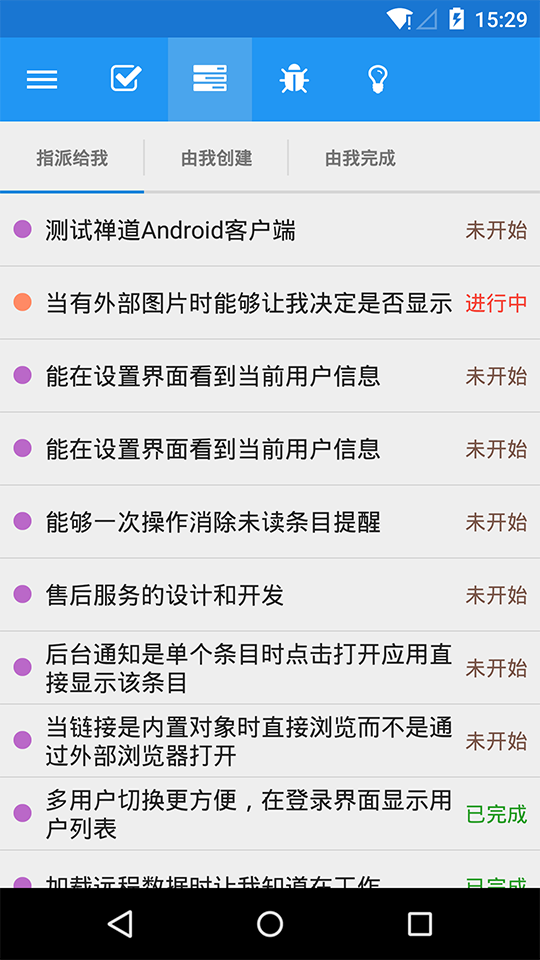 15:29
指派给我 由我创建 由我完成
测试禅道Android客户端 未开始
当有外部图片时能够让我决定是否显示 进行中
能在设置界面看到当前用户信息 未开始
能在设置界面看到当前用户信息 未开始
能够一次操作消除未读条目提醒 未开始
售后服务的设计和开发 未开始
后台通知是单个条目时点击打开应用直
接显示该条目 未开始
当链接是内置对象时直接浏览而不是通
过外部浏览器打开 未开始
多用户切换更方便，在登录界面显示用
户列表 已完成
加载远程数据时让我知道在工作 已完成